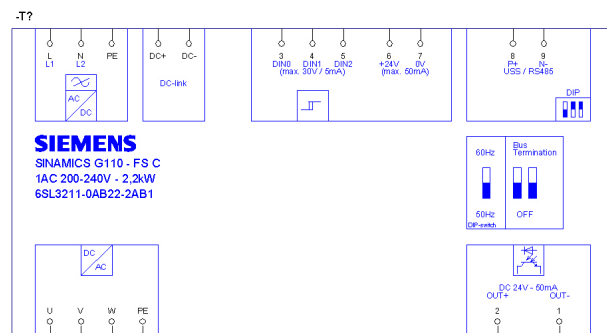 -T?
L N PE DC+ DC- 3 4 5 6 7 8 9
L1 L2 DIN0 DIN1 DIN2 +24V 0V P+ N-
(max. 30V / 5mA) (max. 50mA) USS / RS485
DC-link
DIP
AC
DC
SIEMENS
SINAMICS G110 - FS C
1AC 200-240V - 2,2kW
6SL3211-0AB22-2AB1
60Hz Bus
Termination
50Hz OFF
DIP-switch
DC
AC
DC 24V - 50mA
OUT+ OUT-
U V W PE 2 1